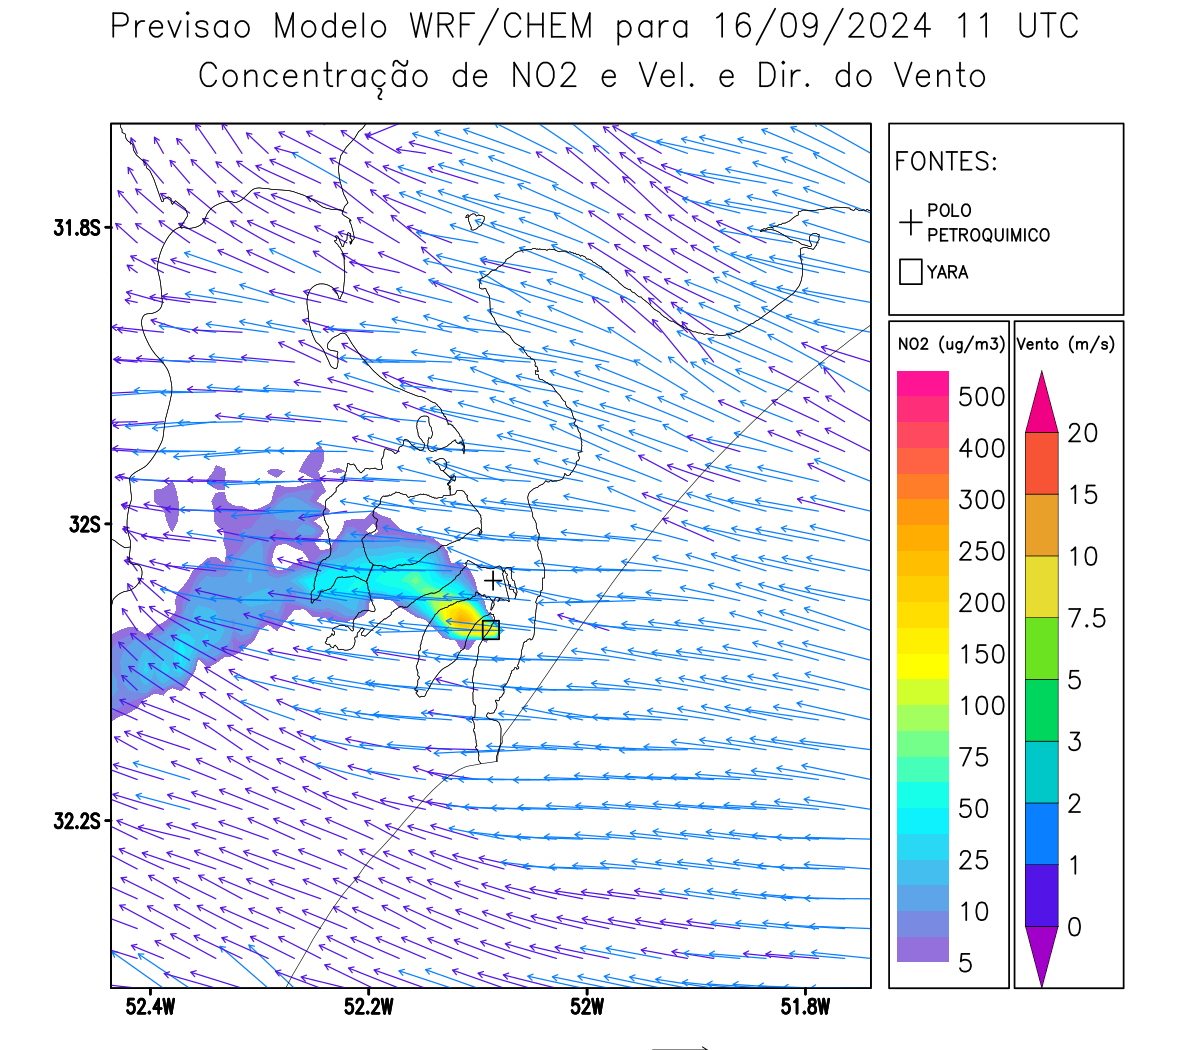 Previsao Modelo WRF/CHEM para 16/09/2024 11 UTC
Concentração de NO2 e Vel. e Dir. do Vento
FONTES:
POLO
PETROQUIMICO
YARA
NO2 (ug/m3)
500
400
300
250
200
150
100
75
50
25
10
5
Vento (m/s)
20
15
10
7.5
5
3
2
1
0
31.8S
32S
32.2S
52.4W
52.2W
52W
51.8W